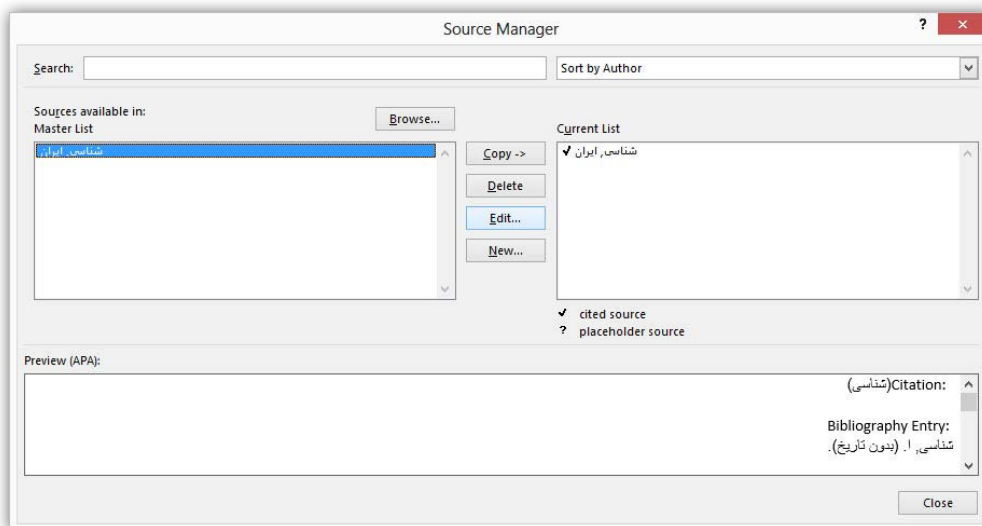 Source Manager
?
Search:
Sort by Author
Sources available in:
Master List
Browse...
Current List
شناسی, ایران
Copy ->
✔ شناسی, ایران
Delete
Edit...
New...
✔ cited source
? placeholder source
Preview (APA):
Citation:(شناسی)
Bibliography Entry:
شناسی, ا. (بدون تاریخ).
Close